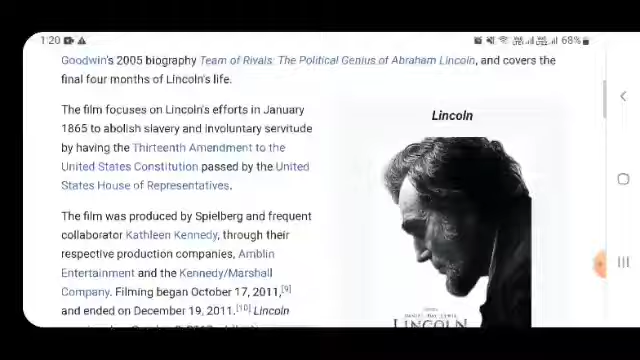 1:20
68%
Goodwin's 2005 biography Team of Rivals: The Political Genius of Abraham Lincoln, and covers the
final four months of Lincoln's life.
The film focuses on Lincoln's efforts in January
1865 to abolish slavery and involuntary servitude
by having the Thirteenth Amendment to the
United States Constitution passed by the United
States House of Representatives.
The film was produced by Spielberg and frequent
collaborator Kathleen Kennedy, through their
respective production companies, Amblin
Entertainment and the Kennedy/Marshall
Company. Filming began October 17, 2011,[9]
and ended on December 19, 2011.[10] Lincoln
Lincoln
LINCOLN